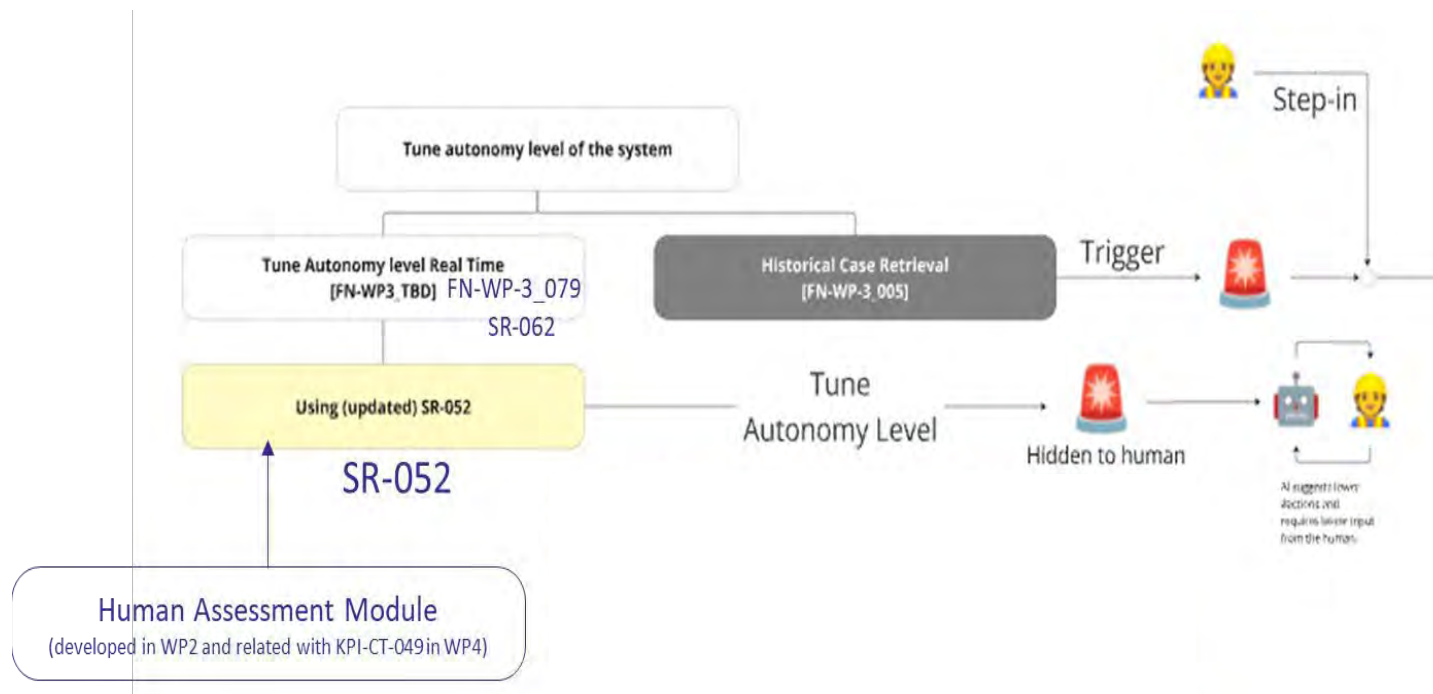 Step-in
Tune autonomy level of the system
Tune Autonomy level Real Time
[FN-WP3_TBD] FN-WP-3_079
SR-062
Historical Case Retrieval
[FN-WP-3_005]
Trigger
Using (updated) SR-052
SR-052
Tune
Autonomy Level
Hidden to human
AI suggests
and
requires input
from the human.
Human Assessment Module
(developed in WP2 and related with KPI-CT-049 in WP4)